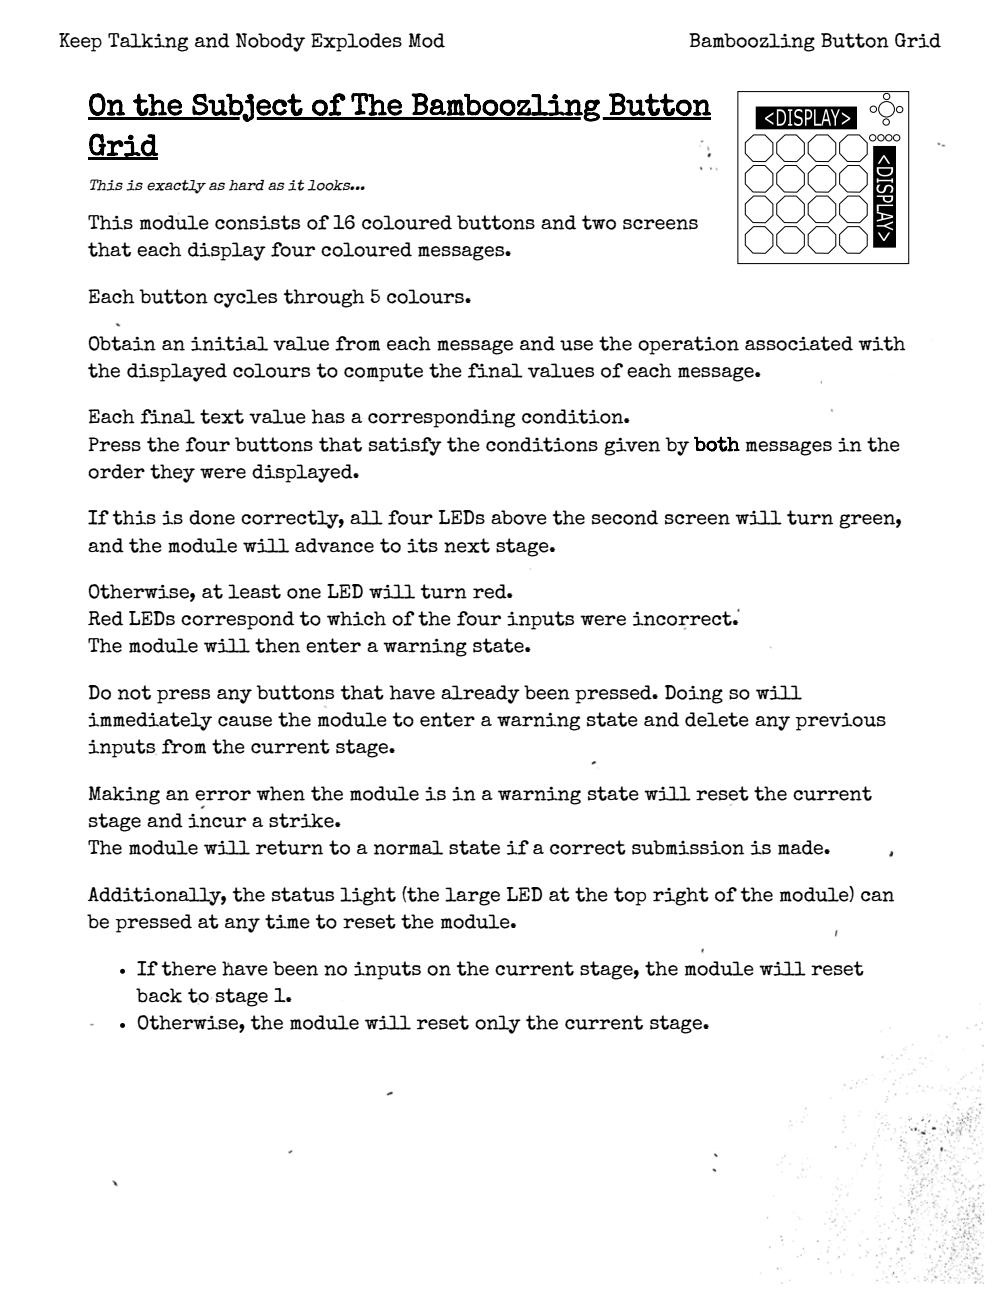 Keep Talking and Nobody Explodes Mod
Bamboozling Button Grid
On the Subject of The Bamboozling Button
Grid
<DISPLAY>
<DISPLAY>
This is exactly as hard as it looks...
This module consists of 16 coloured buttons and two screens
that each display four coloured messages.
Each button cycles through 5 colours.
Obtain an initial value from each message and use the operation associated with
the displayed colours to compute the final values of each message.
Each final text value has a corresponding condition.
Press the four buttons that satisfy the conditions given by both messages in the
order they were displayed.
If this is done correctly, all four LEDs above the second screen will turn green,
and the module will advance to its next stage.
Otherwise, at least one LED will turn red.
Red LEDs correspond to which of the four inputs were incorrect.
The module will then enter a warning state.
Do not press any buttons that have already been pressed. Doing so will
immediately cause the module to enter a warning state and delete any previous
inputs from the current stage.
Making an error when the module is in a warning state will reset the current
stage and incur a strike.
The module will return to a normal state if a correct submission is made.
Additionally, the status light (the large LED at the top right of the module) can
be pressed at any time to reset the module.
• If there have been no inputs on the current stage, the module will reset
back to stage 1.
• Otherwise, the module will reset only the current stage.